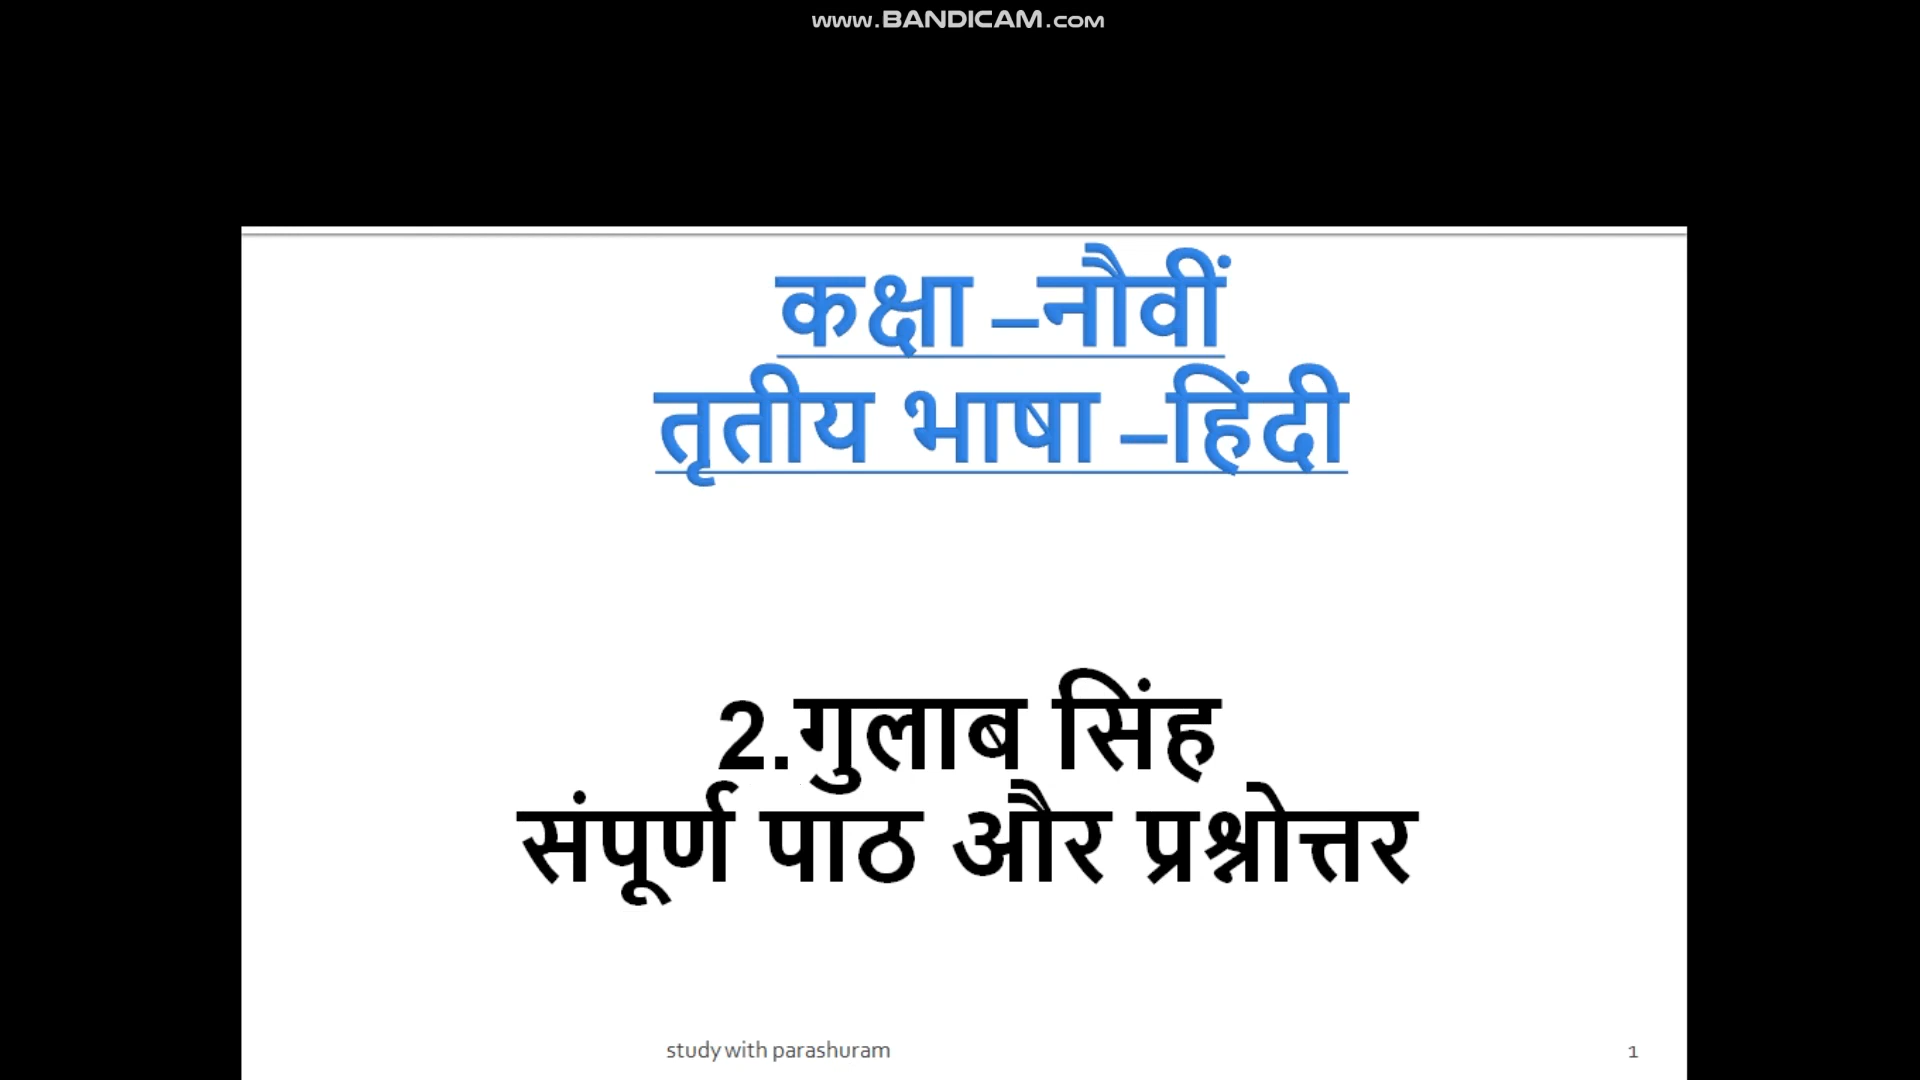 www.BANDICAM.com
कक्षा –नौवीं
तृतीय भाषा –हिंदी
2.गुलाब सिंह
संपूर्ण पाठ और प्रश्नोत्तर
study with parashuram
1